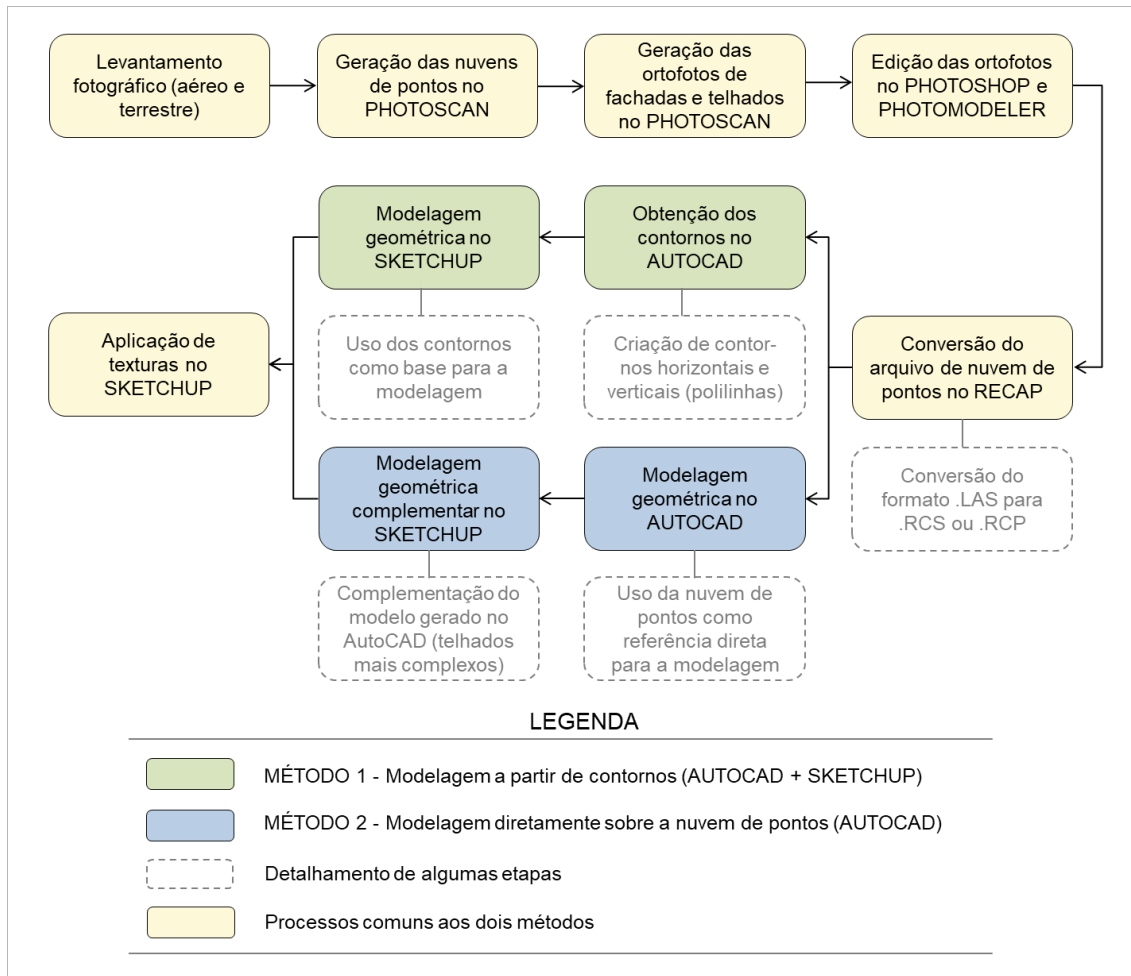 Levantamento
fotográfico (aéreo e
terrestre)
Geração das nuvens
de pontos no
PHOTOSCAN
Geração das
ortofotos de
fachadas e telhados
no PHOTOSCAN
Edição das ortofotos
no PHOTOSHOP e
PHOTOMODELER
Modelagem
geométrica no
SKETCHUP
Obtenção dos
contornos no
AUTOCAD
Aplicação de
texturas no
SKETCHUP
Uso dos contornos
como base para a
modelagem
Criação de contor-
nos horizontais e
verticais (polilinhas)
Conversão do
arquivo de nuvem de
pontos no RECAP
Modelagem
geométrica
complementar no
SKETCHUP
Modelagem
geométrica no
AUTOCAD
Conversão do
formato .LAS para
.RCS ou .RCP
Complementação do
modelo gerado no
AutoCAD (telhados
mais complexos)
Uso da nuvem de
pontos como
referência direta
para a modelagem
LEGENDA
MÉTODO 1 - Modelagem a partir de contornos (AUTOCAD + SKETCHUP)
MÉTODO 2 - Modelagem diretamente sobre a nuvem de pontos (AUTOCAD)
Detalhamento de algumas etapas
Processos comuns aos dois métodos